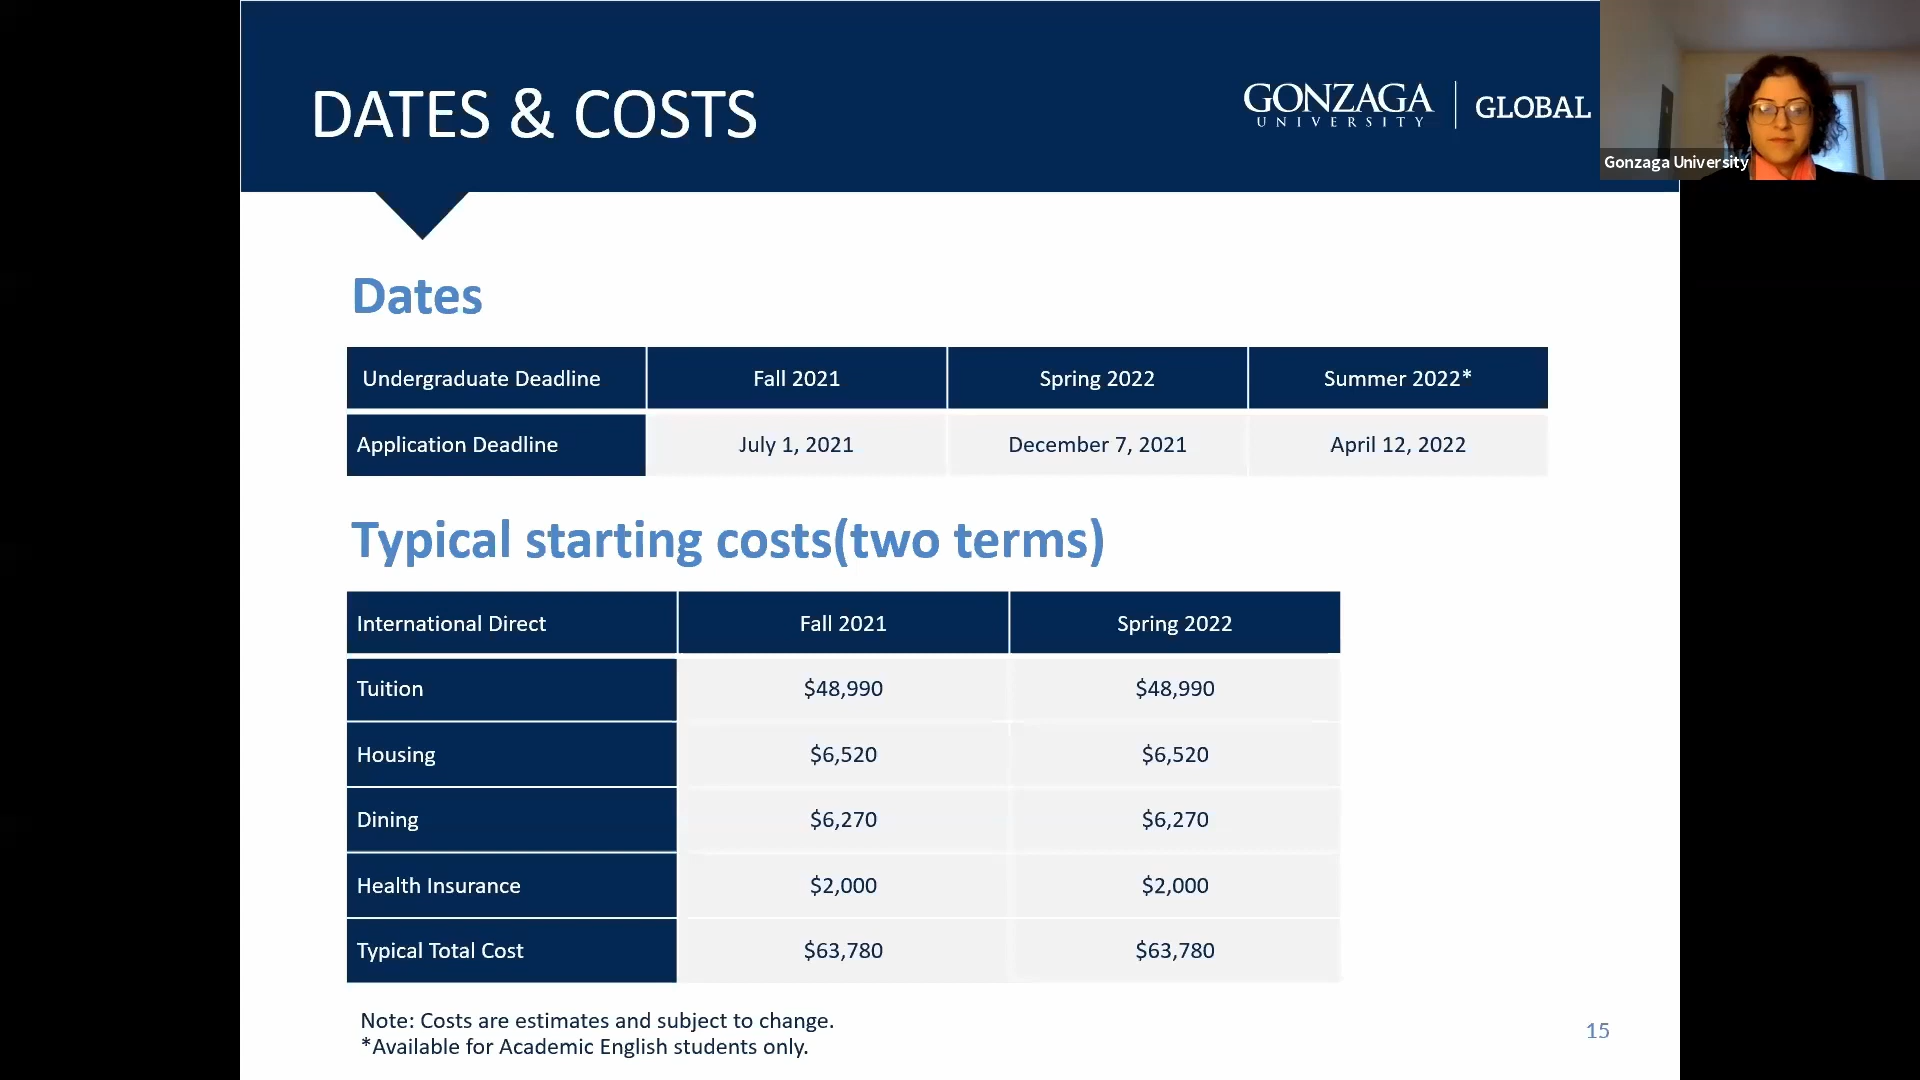 DATES & COSTS
GONZAGA UNIVERSITY | GLOBAL
Gonzaga University
Dates
Undergraduate Deadline Fall 2021 Spring 2022 Summer 2022*
Application Deadline July 1, 2021 December 7, 2021 April 12, 2022
Typical starting costs(two terms)
International Direct Fall 2021 Spring 2022
Tuition $48,990 $48,990
Housing $6,520 $6,520
Dining $6,270 $6,270
Health Insurance $2,000 $2,000
Typical Total Cost $63,780 $63,780
Note: Costs are estimates and subject to change.
*Available for Academic English students only.
15